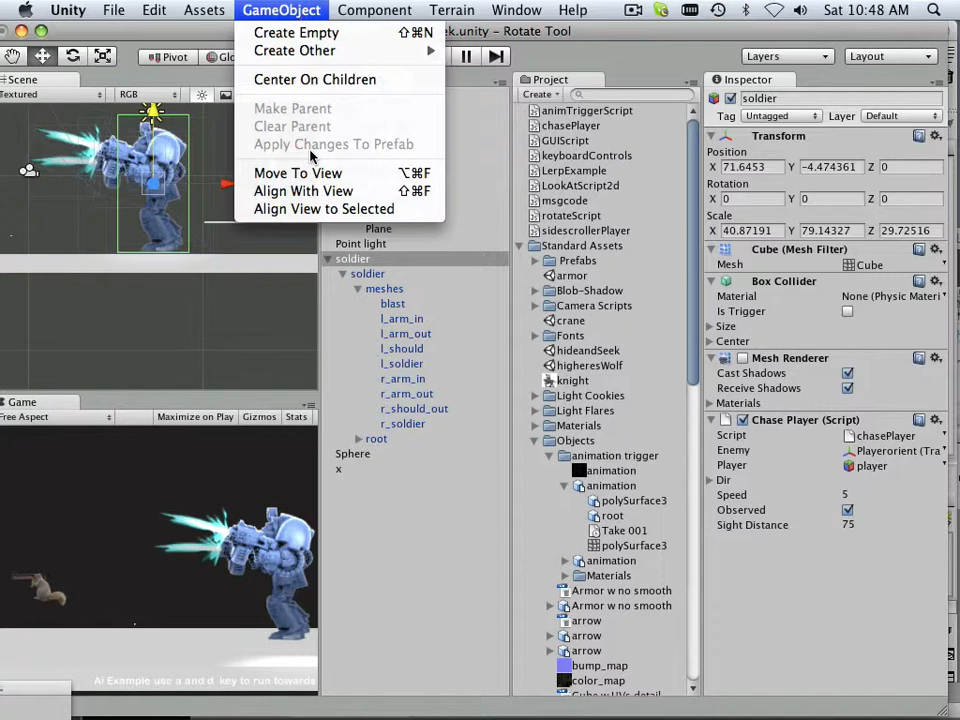 Unity File Edit Assets GameObject Component Terrain Window Help Sat 10:48 AM
ek.unity - Rotate Tool
Pivot Layers Layout
Create Empty ⇧⌘N
Create Other
Center On Children
Make Parent
Clear Parent
Apply Changes To Prefab
Move To View ⌥⌘F
Align With View ⇧⌘F
Align View to Selected
Scene
Textured RGB
Plane
Point light
soldier
soldier
meshes
blast
l_arm_in
l_arm_out
l_should
l_soldier
r_arm_in
r_arm_out
r_should_out
r_soldier
root
Sphere
x
Game
Free Aspect Maximize on Play Gizmos Stats
Ai Example use a and d key to run towards
Project
Create
animTriggerScript
chasePlayer
GUIScript
keyboardControls
LerpExample
LookAtScript2d
msgcode
rotateScript
sidescrollerPlayer
Standard Assets
Prefabs
armor
Blob-Shadow
Camera Scripts
crane
Fonts
hideandSeek
higheresWolf
knight
Light Cookies
Light Flares
Materials
Objects
animation trigger
animation
animation
polySurface3
root
Take 001
polySurface3
animation
Materials
Armor w no smooth
Armor w no smooth
arrow
arrow
arrow
bump_map
color_map
Cube w UVs detail
Inspector
soldier
Tag Untagged Layer Default
Transform
Position
X 71.6453 Y -4.474361 Z 0
Rotation
X 0 Y 0 Z 0
Scale
X 40.87191 Y 79.14327 Z 29.72516
Cube (Mesh Filter)
Mesh Cube
Box Collider
Material None (Physic Materi
Is Trigger
Size
Center
Mesh Renderer
Cast Shadows
Receive Shadows
Materials
Chase Player (Script)
Script chasePlayer
Enemy Playerorient (Tra
Player player
Dir
Speed 5
Observed
Sight Distance 75